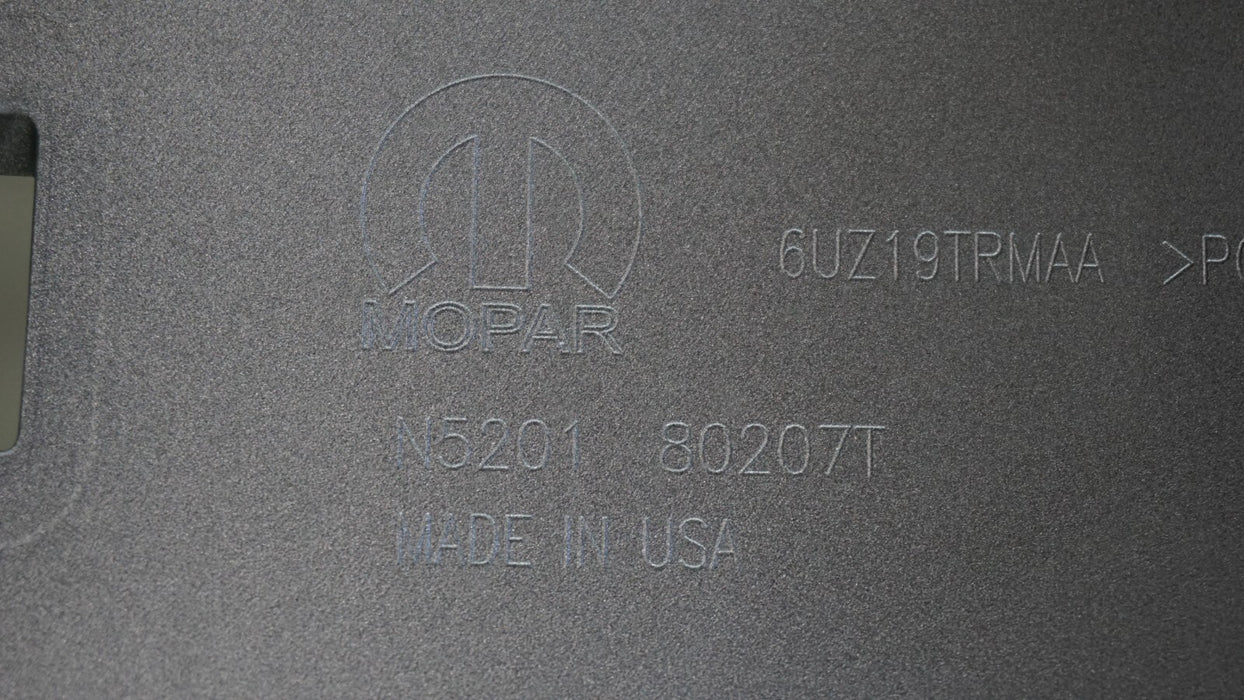 MOPAR
6UZ19TRMAA >P
N5201 80207T
MADE IN USA